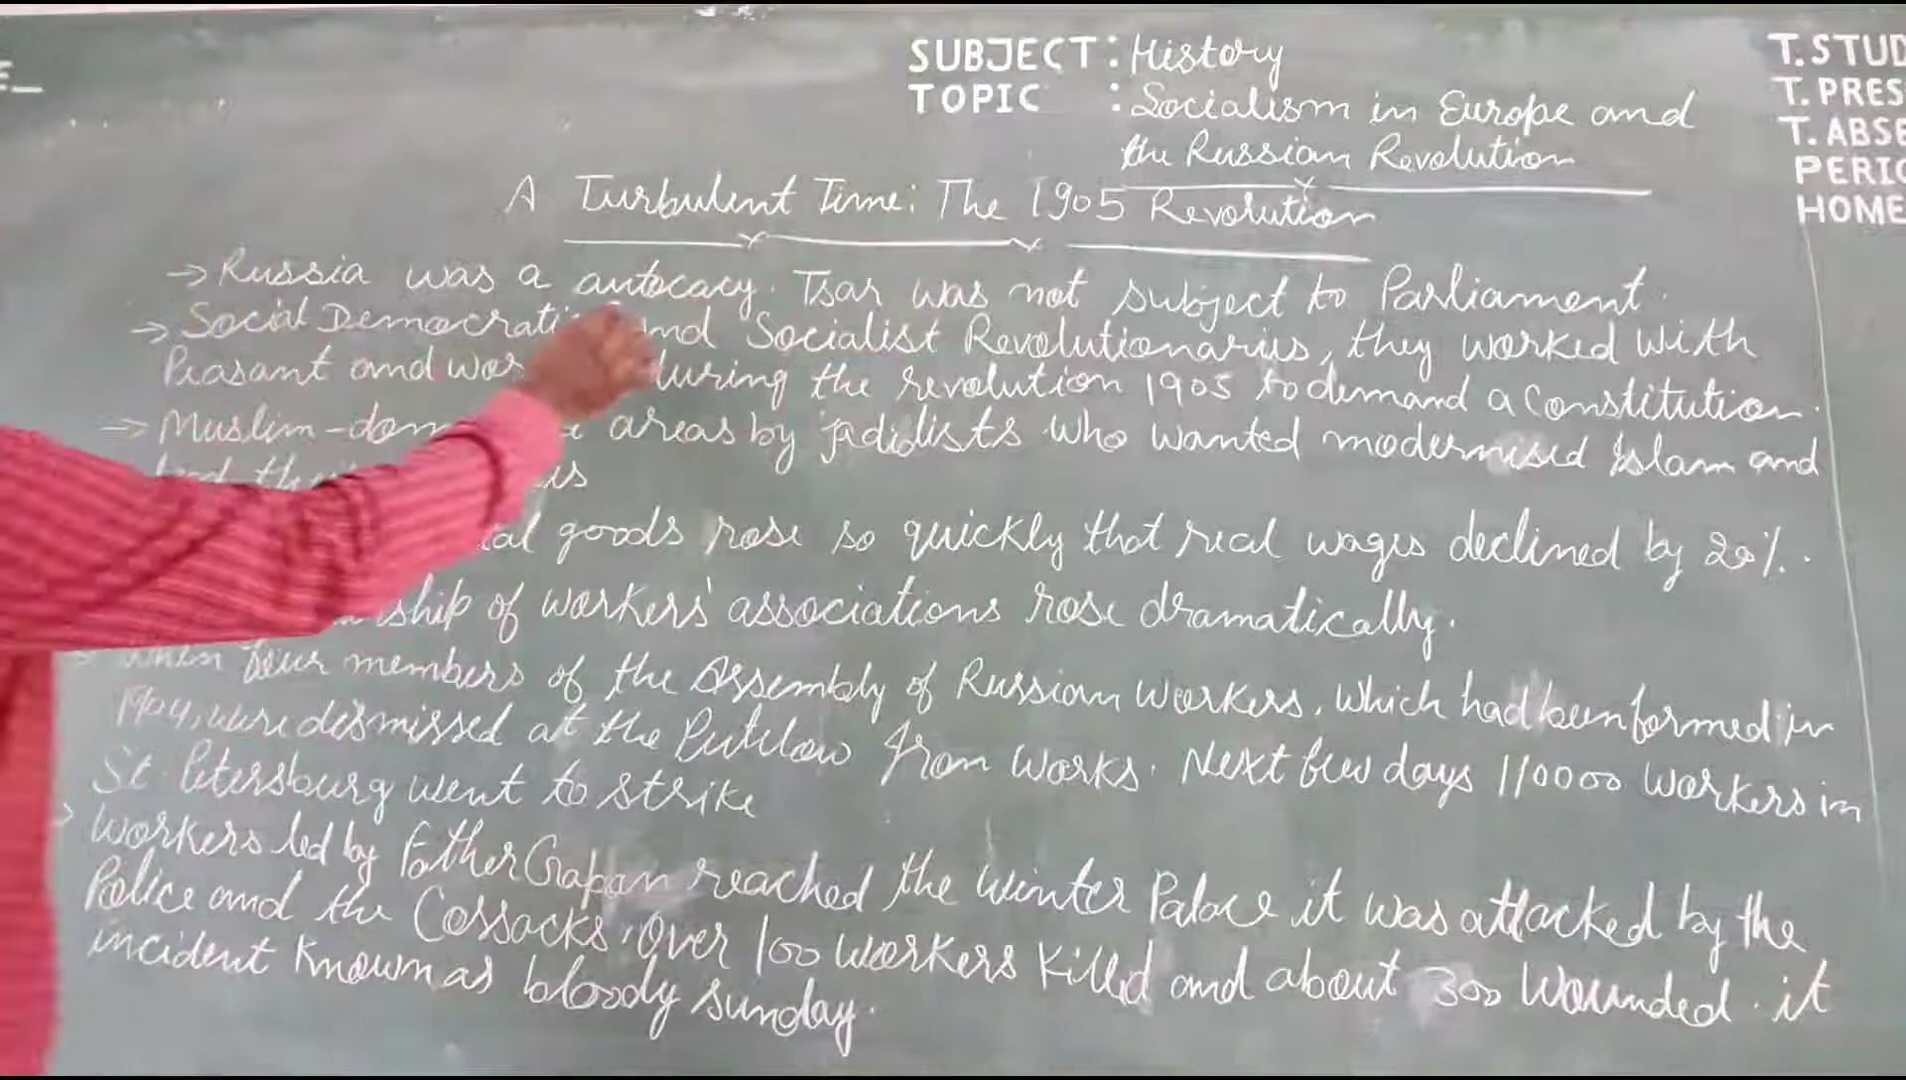 SUBJECT: History
TOPIC : Socialism in Europe and
the Russian Revolution
T. STUD
T. PRES
T. ABSE
PERIO
HOME
E_
A Turbulent Time: The 1905 Revolution
→ Russia was a autocacy. Tsar was not subject to Parliament.
→ Social Democrati and Socialist Revolutionaries, they worked with
Peasant and wor during the revolution 1905 to demand a Constitution.
→ Muslim-dom areas by jadidists who wanted modernised Islam and
is
goods rose so quickly that real wages declined by 20%.
ship of workers' associations rose dramatically.
→ When four members of the Assembly of Russian Workers, which had been formed in
1904, were dismissed at the Putilow Iron Works. Next few days 110000 workers in
St. Petersburg went to strike
→ Workers led by Father Gapan reached the Winter Palace it was attacked by the
Police and the Cossacks, Over 100 workers killed and about 300 Wounded. it
incident known as bloody sunday.